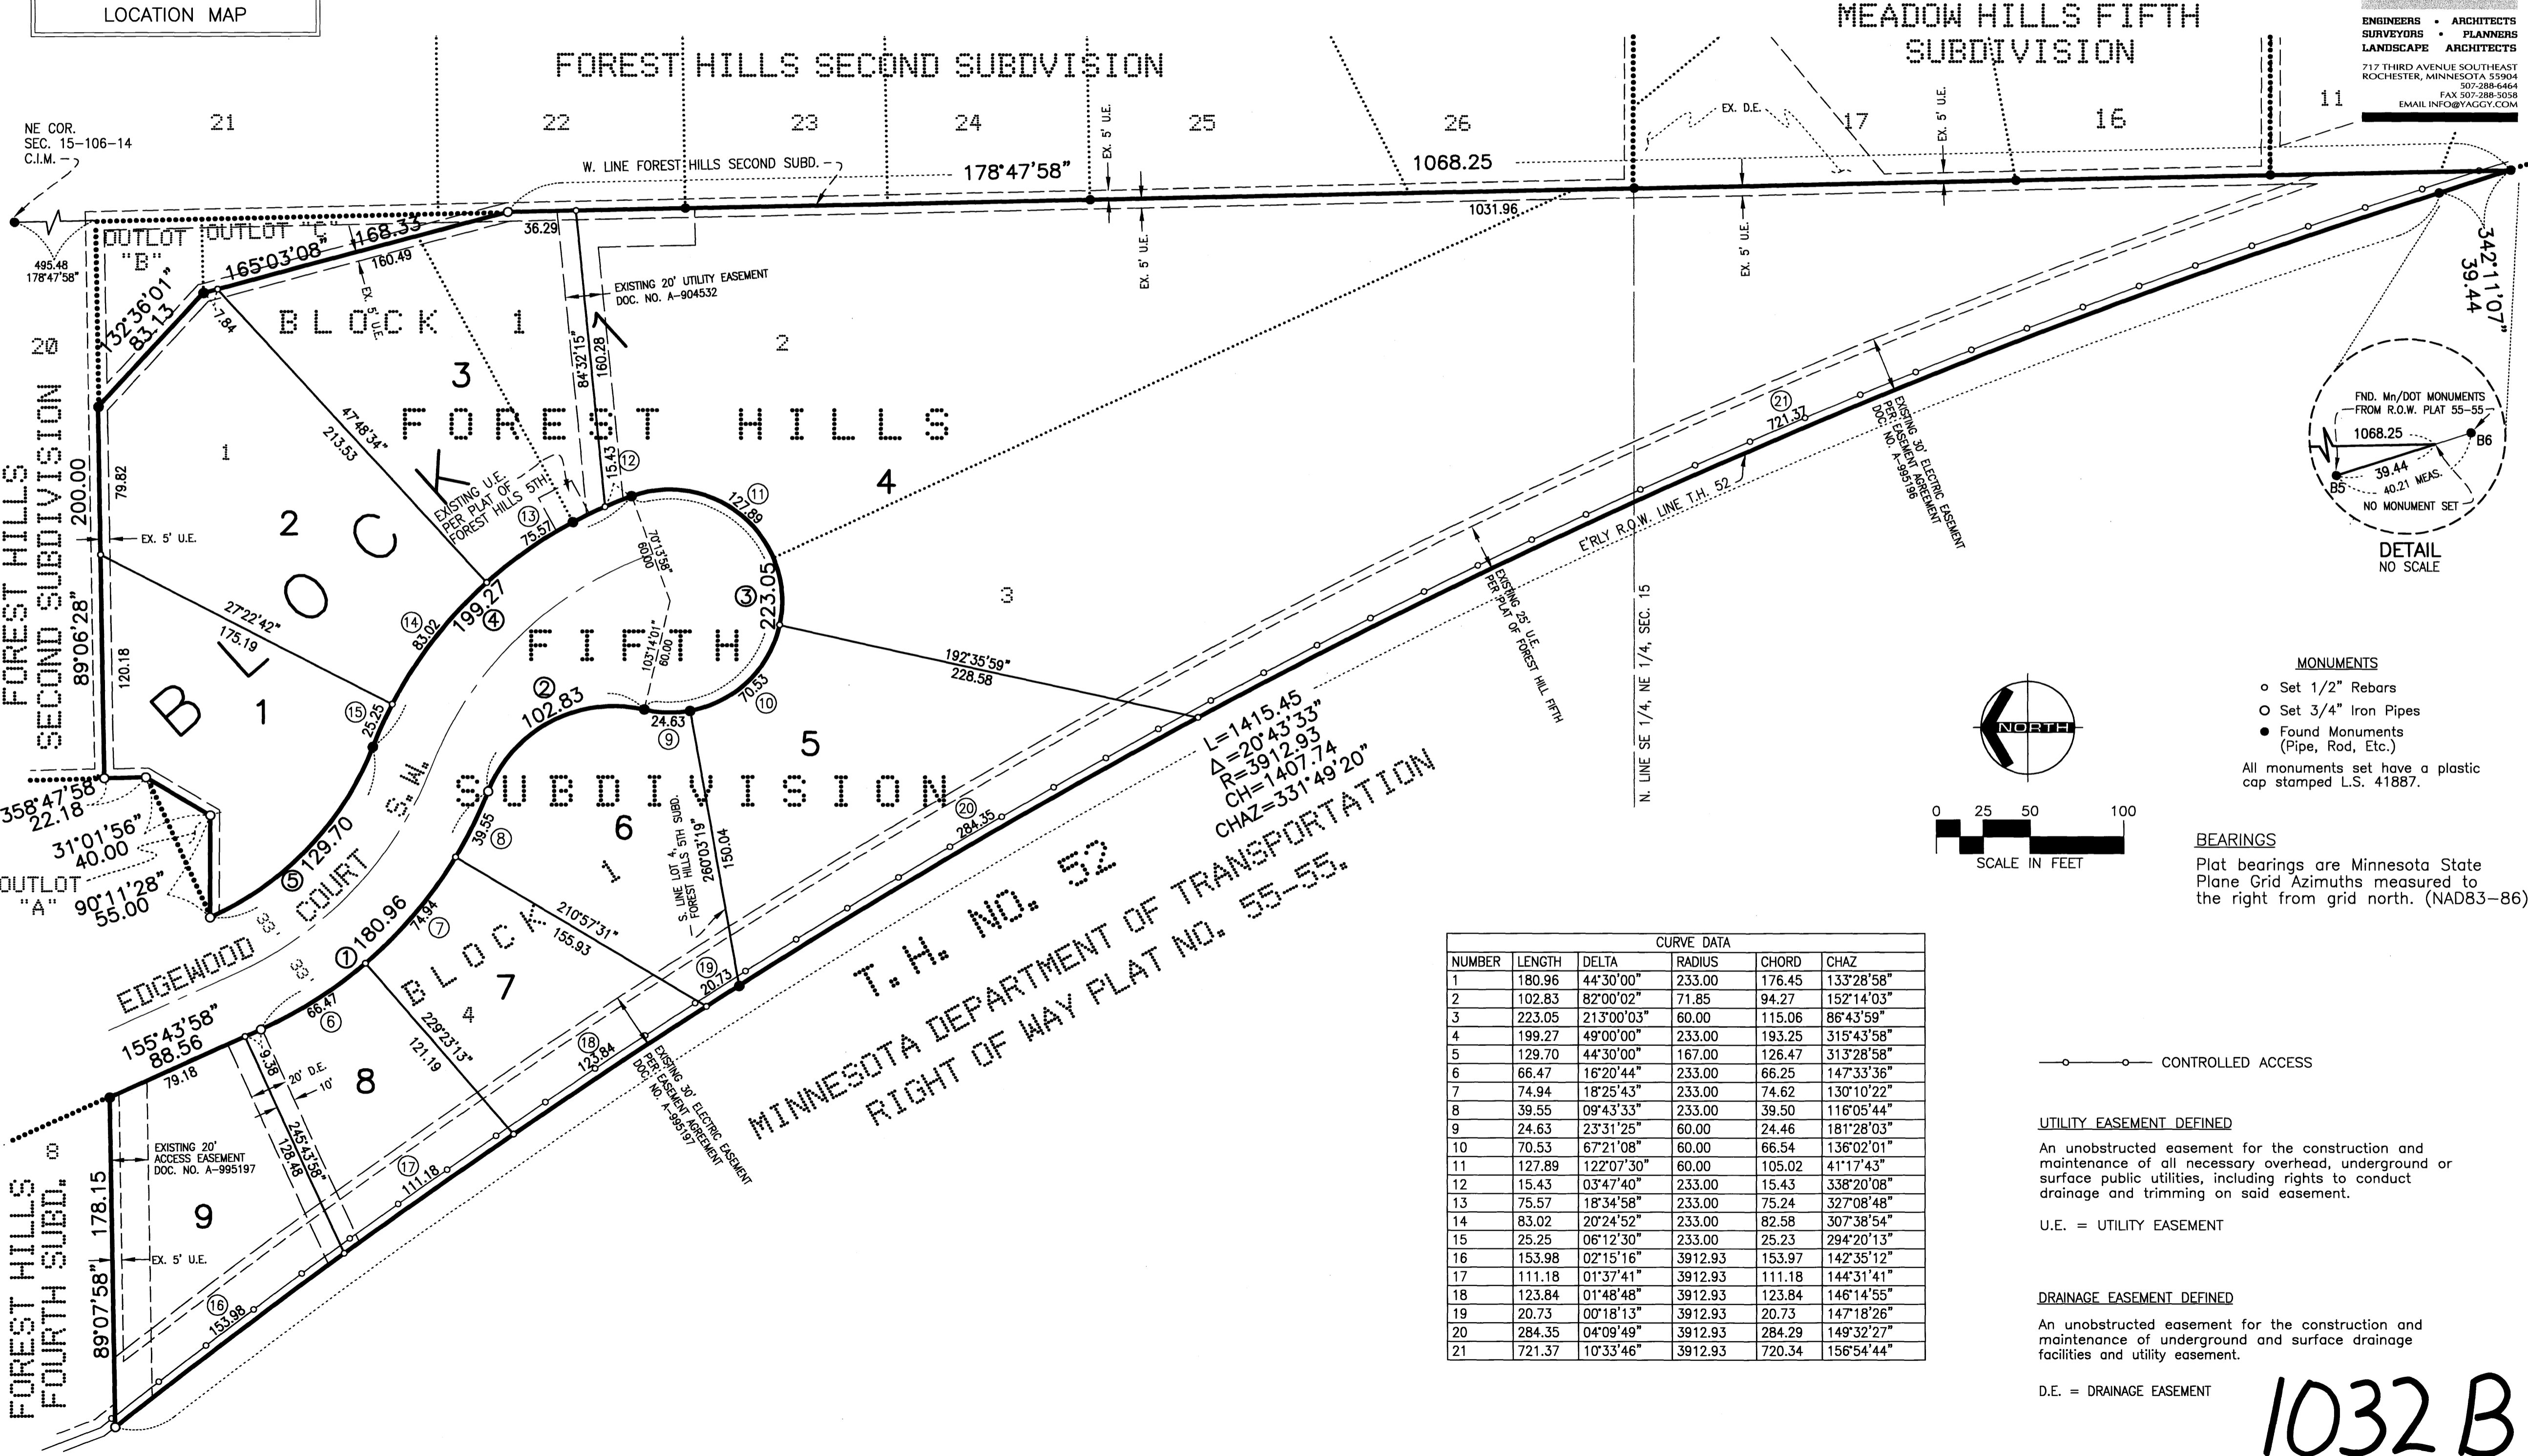 LOCATION MAP
FOREST HILLS SECOND SUBDVISION
MEADOW HILLS FIFTH
SUBDIVISION
ENGINEERS • ARCHITECTS
SURVEYORS • PLANNERS
LANDSCAPE ARCHITECTS
717 THIRD AVENUE SOUTHEAST
ROCHESTER, MINNESOTA 55904
507-288-6464
FAX 507-288-5058
EMAIL INFO@YAGGY.COM
NE COR.
SEC. 15-106-14
C.I.M.
21
22
23
24
25
26
17
16
11
EX. 5' U.E.
EX. D.E.
EX. 5' U.E.
W. LINE FOREST HILLS SECOND SUBD.
178°47'58"
1068.25
36.29
1031.96
EX. 5' U.E.
EX. 5' U.E.
495.48
178°47'58"
OUTLOT
"B"
OUTLOT "C"
165°03'08" 168.33
160.49
EX. 5' U.E
132°36'01"
83.13
7.84
342°11'07"
39.44
EXISTING 20' UTILITY EASEMENT
DOC. NO. A-904532
BLOCK 1
84°32'15"
160.28
20
FOREST HILLS
SECOND SUBDIVISION
200.00
89°06'28"
79.82
120.18
EX. 5' U.E.
1
2
3
2
4
3
47°48'34"
213.53
27°22'42"
175.19
BLOCK 1
1
FOREST HILLS
FIFTH
SUBDIVISION
EXISTING U.E.
PER PLAT OF
FOREST HILLS 5TH
15.43
12
13
75.57
11
127.89
70°13'58"
60.00
103°14'01"
60.00
3
223.05
14
83.02
199.27
4
15
25.25
2
102.83
24.63
9
70.53
10
192°35'59"
228.58
5
6
358°47'58"
22.18
31°01'56"
40.00
OUTLOT
"A"
90°11'28"
55.00
5
129.70
EDGEWOOD COURT S. W.
33'
33'
39.55
8
1
180.96
74.94
7
66.47
6
BLOCK 1
7
4
8
S. LINE LOT 4,
FOREST HILLS 5TH SUBD.
260°03'19"
150.04
210°57'31"
155.93
229°23'13"
121.19
155°43'58"
88.56
79.18
9.38
20' D.E.
10'
245°43'58"
128.48
EXISTING 20'
ACCESS EASEMENT
DOC. NO. A-995197
8
9
FOREST HILLS
FOURTH SUBD.
178.15
89°07'58"
EX. 5' U.E.
16
153.98
17
111.18
18
123.84
19
20.73
20
284.35
21
721.37
EXISTING 30' ELECTRIC EASEMENT
PER EASEMENT AGREEMENT
DOC. NO. A-995197
EXISTING 30' ELECTRIC EASEMENT
PER EASEMENT AGREEMENT
DOC. NO. A-995196
EXISTING 25' U.E.
PER PLAT OF FOREST HILL FIFTH
E'RLY R.O.W. LINE T.H. 52
N. LINE SE 1/4, NE 1/4, SEC. 15
L=1415.45
Δ=20°43'33"
R=3912.93
CH=1407.74
CHAZ=331°49'20"
T.H. NO. 52
MINNESOTA DEPARTMENT OF TRANSPORTATION
RIGHT OF WAY PLAT NO. 55-55.
FND. Mn/DOT MONUMENTS
FROM R.O.W. PLAT 55-55
1068.25
B6
39.44
40.21 MEAS.
B5
NO MONUMENT SET
DETAIL
NO SCALE
NORTH
0 25 50 100
SCALE IN FEET
MONUMENTS
Set 1/2" Rebars
Set 3/4" Iron Pipes
Found Monuments
(Pipe, Rod, Etc.)
All monuments set have a plastic
cap stamped L.S. 41887.
BEARINGS
Plat bearings are Minnesota State
Plane Grid Azimuths measured to
the right from grid north. (NAD83-86)
CURVE DATA
NUMBER LENGTH DELTA RADIUS CHORD CHAZ
1 180.96 44°30'00" 233.00 176.45 133°28'58"
2 102.83 82°00'02" 71.85 94.27 152°14'03"
3 223.05 213°00'03" 60.00 115.06 86°43'59"
4 199.27 49°00'00" 233.00 193.25 315°43'58"
5 129.70 44°30'00" 167.00 126.47 313°28'58"
6 66.47 16°20'44" 233.00 66.25 147°33'36"
7 74.94 18°25'43" 233.00 74.62 130°10'22"
8 39.55 09°43'33" 233.00 39.50 116°05'44"
9 24.63 23°31'25" 60.00 24.46 181°28'03"
10 70.53 67°21'08" 60.00 66.54 136°02'01"
11 127.89 122°07'30" 60.00 105.02 41°17'43"
12 15.43 03°47'40" 233.00 15.43 338°20'08"
13 75.57 18°34'58" 233.00 75.24 327°08'48"
14 83.02 20°24'52" 233.00 82.58 307°38'54"
15 25.25 06°12'30" 233.00 25.23 294°20'13"
16 153.98 02°15'16" 3912.93 153.97 142°35'12"
17 111.18 01°37'41" 3912.93 111.18 144°31'41"
18 123.84 01°48'48" 3912.93 123.84 146°14'55"
19 20.73 00°18'13" 3912.93 20.73 147°18'26"
20 284.35 04°09'49" 3912.93 284.29 149°32'27"
21 721.37 10°33'46" 3912.93 720.34 156°54'44"
CONTROLLED ACCESS
UTILITY EASEMENT DEFINED
An unobstructed easement for the construction and
maintenance of all necessary overhead, underground or
surface public utilities, including rights to conduct
drainage and trimming on said easement.
U.E. = UTILITY EASEMENT
DRAINAGE EASEMENT DEFINED
An unobstructed easement for the construction and
maintenance of underground and surface drainage
facilities and utility easement.
D.E. = DRAINAGE EASEMENT
1032 B